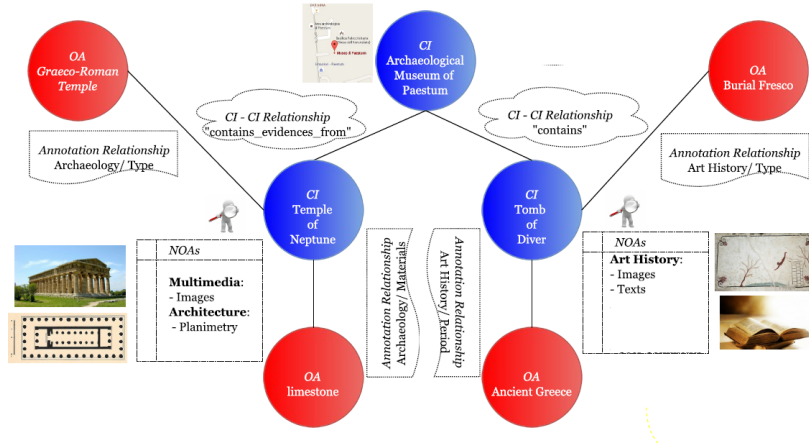 OA
Graeco-Roman
Temple
CI
Archaeological
Museum of
Paestum
OA
Burial Fresco
CI - CI Relationship
"contains_evidences_from"
CI - CI Relationship
"contains"
Annotation Relationship
Archaeology/ Type
Annotation Relationship
Art History/ Type
CI
Temple
of
Neptune
CI
Tomb
of
Diver
NOAs
Multimedia:
- Images
Architecture:
- Planimetry
Annotation Relationship
Archaeology/ Materials
Annotation Relationship
Art History/ Period
NOAs
Art History:
- Images
- Texts
OA
limestone
OA
Ancient Greece